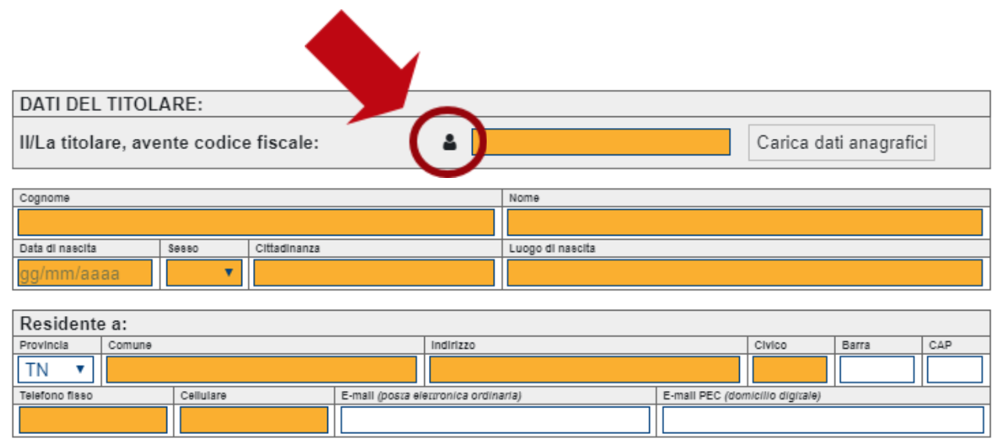 DATI DEL TITOLARE:
Il/La titolare, avente codice fiscale: Carica dati anagrafici
Cognome Nome
Data di nascita Sesso Cittadinanza Luogo di nascita
gg/mm/aaaa
Residente a:
Provincia Comune Indirizzo Civico Barra CAP
TN
Telefono fisso Cellulare E-mail (posta elettronica ordinaria) E-mail PEC (domicilio digitale)